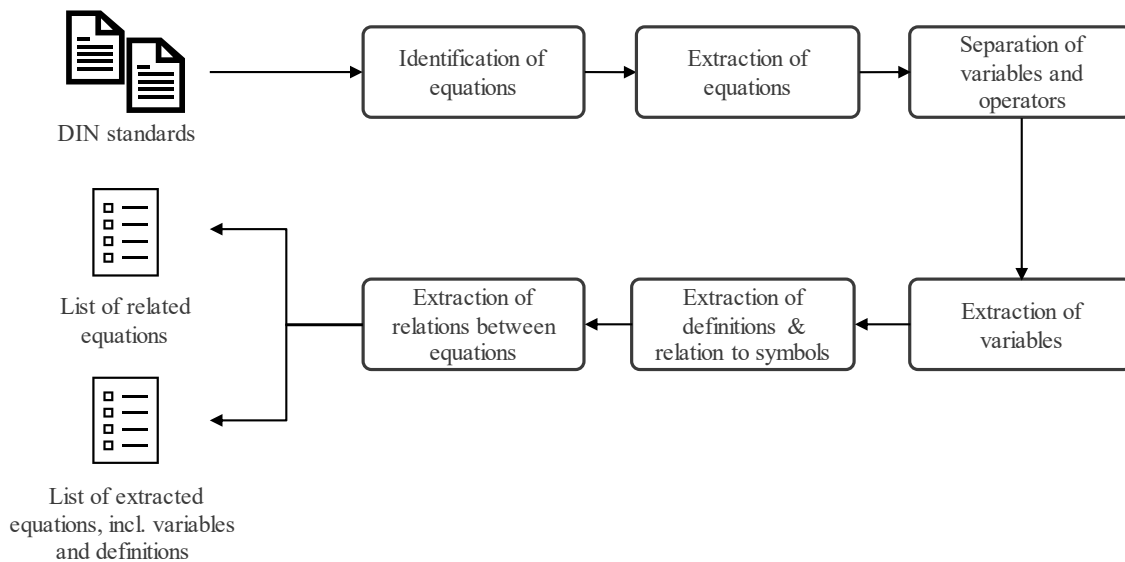 DIN standards
Identification of
equations
Extraction of
equations
Separation of
variables and
operators
Extraction of
variables
Extraction of
definitions &
relation to symbols
Extraction of
relations between
equations
List of related
equations
List of extracted
equations, incl. variables
and definitions